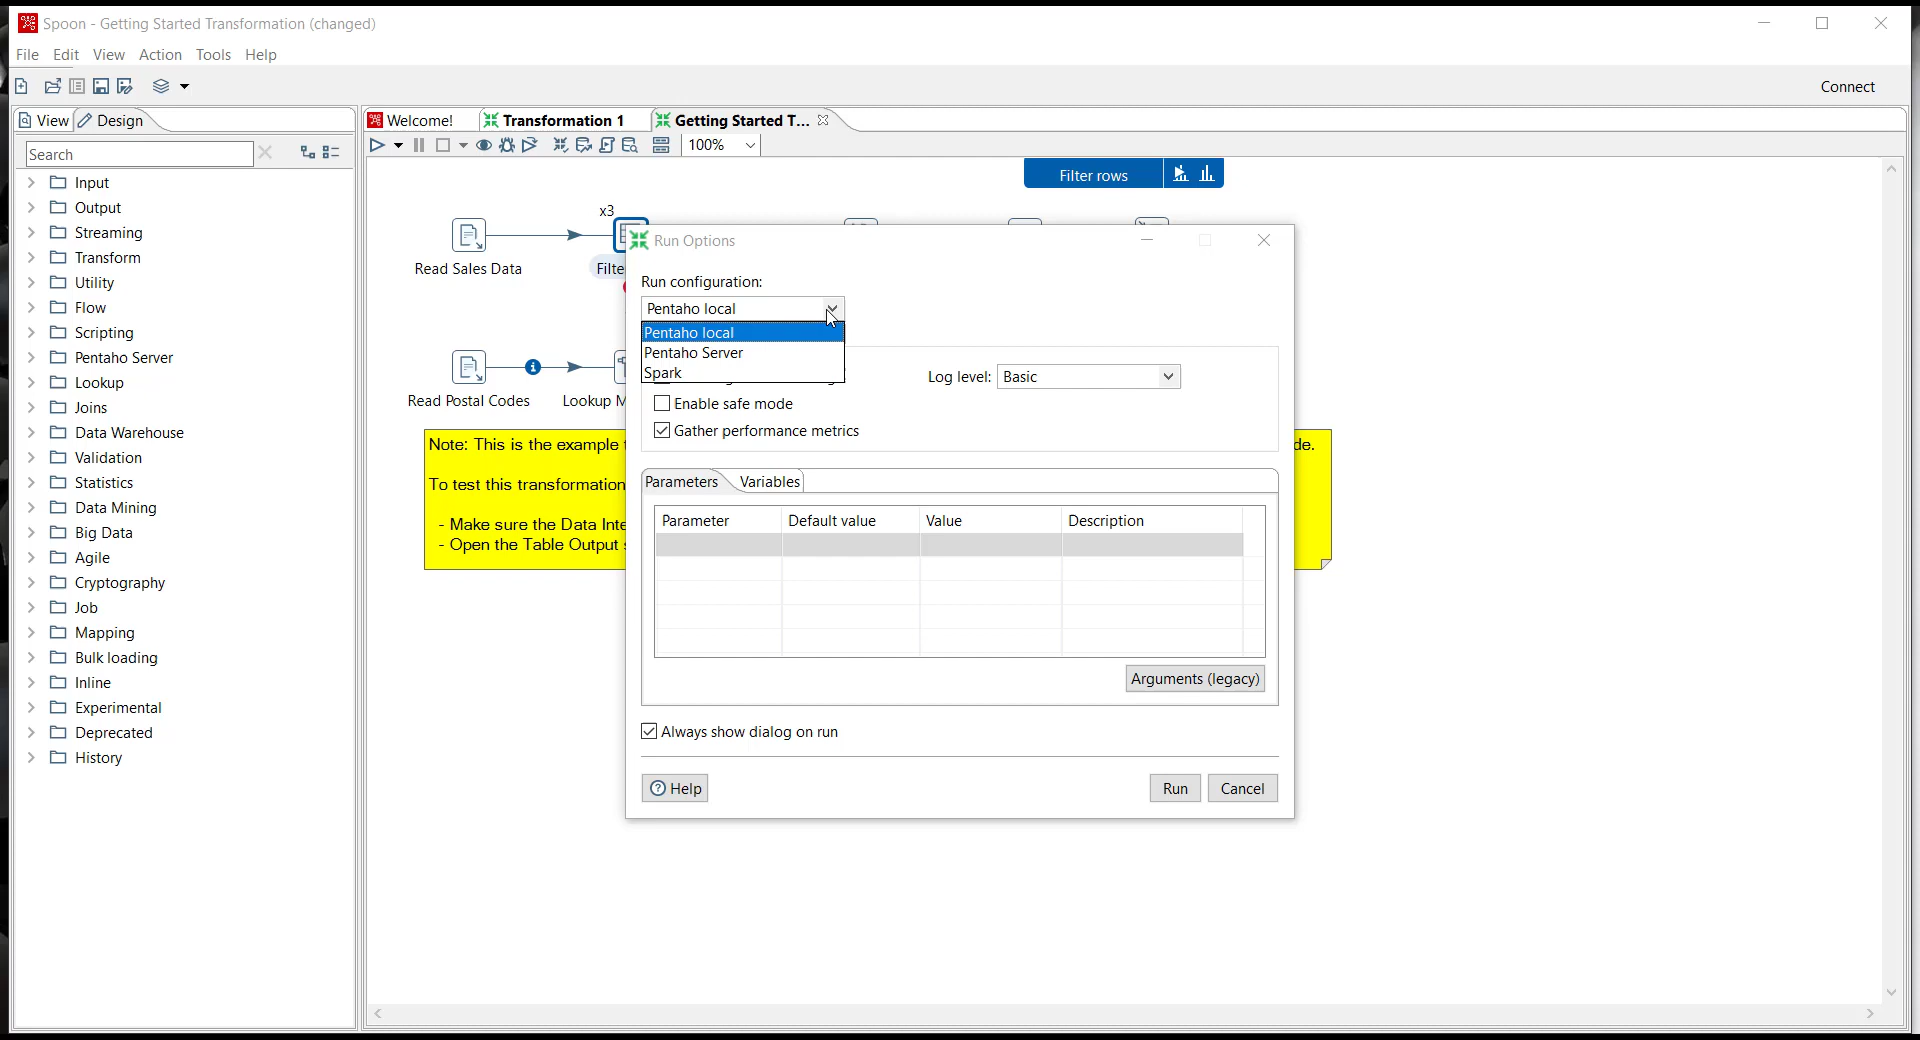 Spoon - Getting Started Transformation (changed)
File Edit View Action Tools Help
Connect
View Design
Welcome! Transformation 1 Getting Started T...
Search
100%
Input
Output
Streaming
Transform
Utility
Flow
Scripting
Pentaho Server
Lookup
Joins
Data Warehouse
Validation
Statistics
Data Mining
Big Data
Agile
Cryptography
Job
Mapping
Bulk loading
Inline
Experimental
Deprecated
History
Filter rows
x3
Read Sales Data
Filte
Read Postal Codes
Lookup M
Note: This is the example
de.
To test this transformation
- Make sure the Data Inte
- Open the Table Output
Run Options
Run configuration:
Pentaho local
Pentaho local
Pentaho Server
Spark
Log level: Basic
Enable safe mode
Gather performance metrics
Parameters Variables
Parameter Default value Value Description
Arguments (legacy)
Always show dialog on run
Help Run Cancel